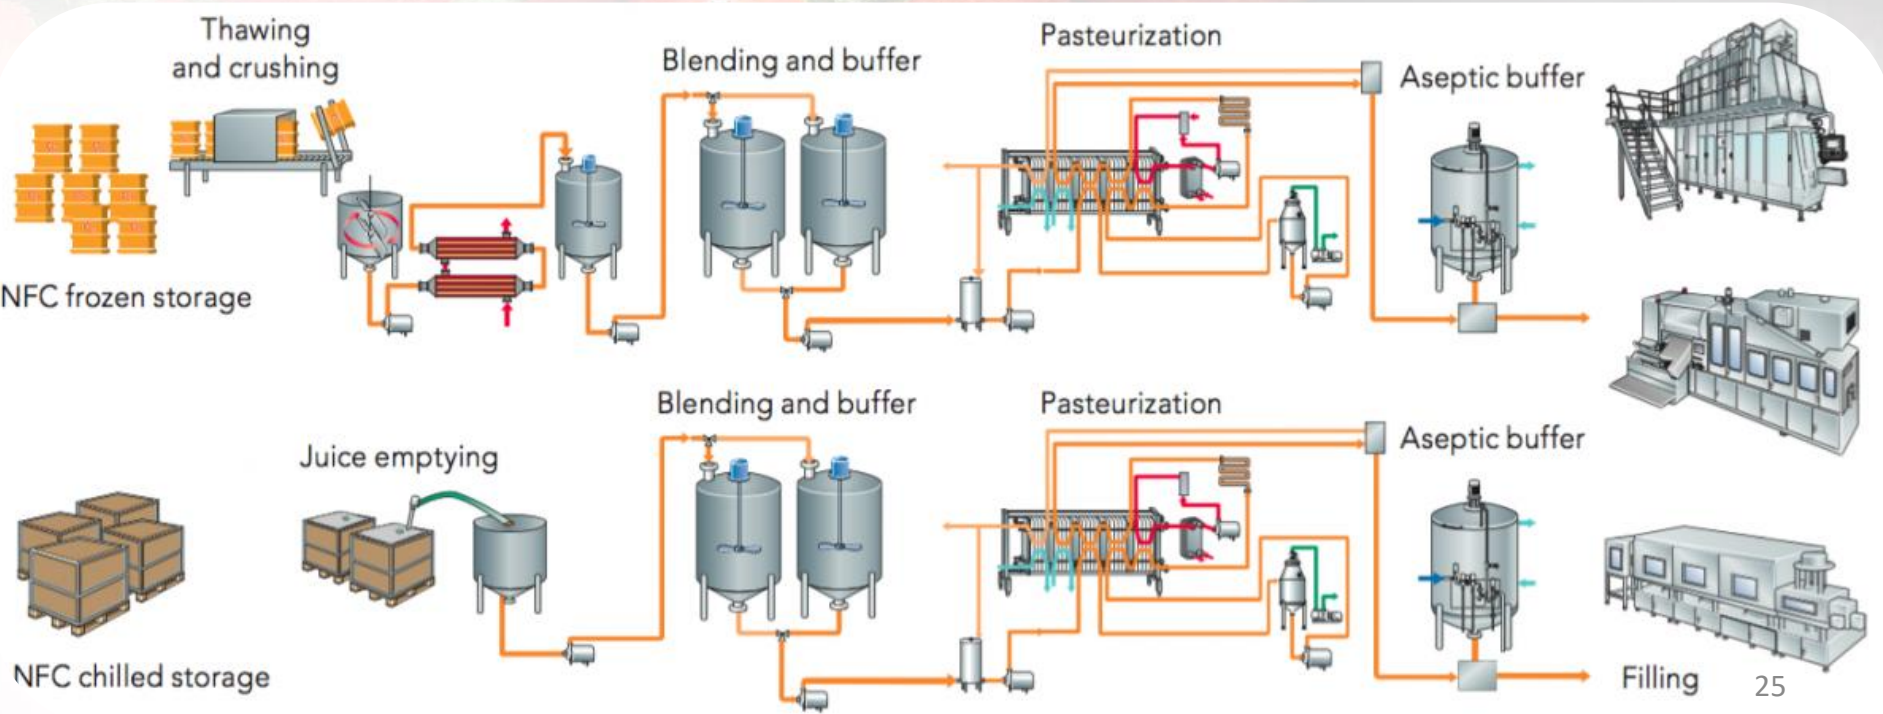 Thawing
and crushing
Blending and buffer
Pasteurization
Aseptic buffer
NFC frozen storage
Blending and buffer
Pasteurization
Aseptic buffer
Juice emptying
NFC chilled storage
Filling
25